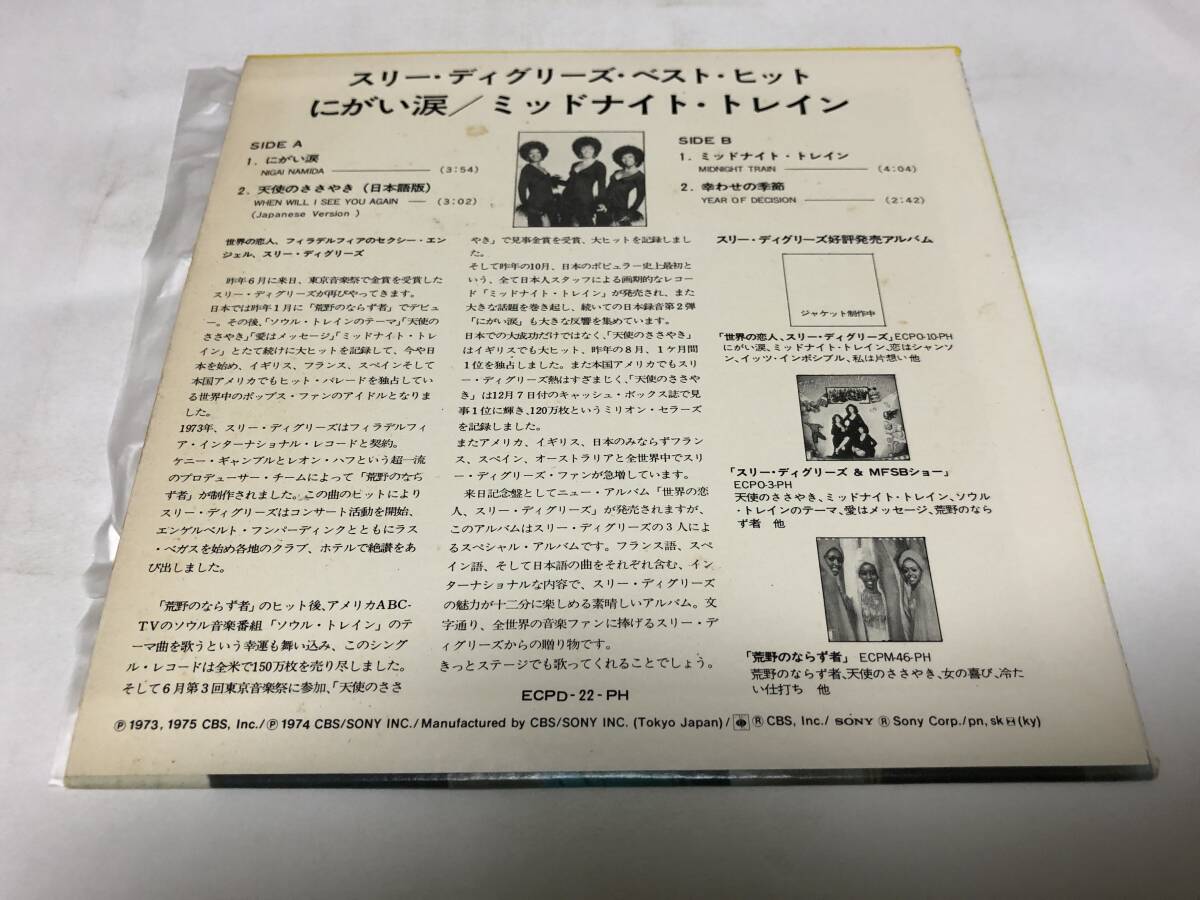 スリー・ディグリーズ・ベスト・ヒット
にがい涙／ミッドナイト・トレイン
SIDE A
1. にがい涙
NIGAI NAMIDA (3:54)
2. 天使のささやき (日本語版)
WHEN WILL I SEE YOU AGAIN (3:02)
(Japanese Version)
SIDE B
1. ミッドナイト・トレイン
MIDNIGHT TRAIN (4:04)
2. 幸わせの季節
YEAR OF DECISION (2:42)
世界の恋人、フィラデルフィアのセクシー・エン
ジェル、スリー・ディグリーズ
昨年6月に来日、東京音楽祭で金賞を受賞した
スリー・ディグリーズが再びやってきます。
日本では昨年1月に「荒野のならず者」でデビュ
ー。その後、「ソウル・トレインのテーマ」「天使の
ささやき」「愛はメッセージ」「ミッドナイト・トレ
イン」とたて続けに大ヒットを記録して、今や日
本を始め、イギリス、フランス、スペインそして
本国アメリカでもヒット・パレードを独占してい
る世界中のポップス・ファンのアイドルとなりま
した。
1973年、スリー・ディグリーズはフィラデルフィ
ア・インターナショナル・レコードと契約。
ケニー・ギャンブルとレオン・ハフという超一流
のプロデューサー・チームによって「荒野のなら
ず者」が制作されました。この曲のヒットにより
スリー・ディグリーズはコンサート活動を開始、
エンゲルベルト・フンパーディンクとともにラス
・ベガスを始め各地のクラブ、ホテルで絶讃をあ
び出しました。
「荒野のならず者」のヒット後、アメリカABC-
TVのソウル音楽番組「ソウル・トレイン」のテ
ーマ曲を歌うという幸運も舞い込み、このシング
ル・レコードは全米で150万枚を売り尽しました。
そして6月第3回東京音楽祭に参加、「天使のささ
やき」で見事金賞を受賞、大ヒットを記録しまし
た。
そして昨年の10月、日本のポピュラー史上最初と
いう、全て日本人スタッフによる画期的なレコー
ド「ミッドナイト・トレイン」が発売され、また
大きな話題を巻き起し、続いての日本録音第2弾
「にがい涙」も大きな反響を集めています。
日本での大成功だけではなく、「天使のささやき」
はイギリスでも大ヒット、昨年の8月、1ヶ月間
1位を独占しました。また本国アメリカでもスリ
ー・ディグリーズ熱はすざまじく、「天使のささや
き」は12月7日付のキャッシュ・ボックス誌で見
事1位に輝き、120万枚というミリオン・セラーズ
を記録しました。
またアメリカ、イギリス、日本のみならずフラン
ス、スペイン、オーストラリアと全世界中でスリ
ー・ディグリーズ・ファンが急増しています。
来日記念盤としてニュー・アルバム「世界の恋
人、スリー・ディグリーズ」が発売されますが、
このアルバムはスリー・ディグリーズの3人によ
るスペシャル・アルバムです。フランス語、スペ
イン語、そして日本語の曲をそれぞれ含む、イン
ターナショナルな内容で、スリー・ディグリーズ
の魅力が十二分に楽しめる素晴しいアルバム。文
字通り、全世界の音楽ファンに捧げるスリー・デ
ィグリーズからの贈り物です。
きっとステージでも歌ってくれることでしょう。
スリー・ディグリーズ好評発売アルバム
ジャケット制作中
「世界の恋人、スリー・ディグリーズ」ECPO-10-PH
にがい涙、ミッドナイト・トレイン、恋はシャンソ
ン、イッツ・インポシブル、私は片想い他
「スリー・ディグリーズ & MFSBショー」
ECPO-3-PH
天使のささやき、ミッドナイト・トレイン、ソウル
・トレインのテーマ、愛はメッセージ、荒野のなら
ず者 他
「荒野のならず者」 ECPM-46-PH
荒野のならず者、天使のささやき、女の喜び、冷た
い仕打ち 他
ECPD-22-PH
℗ 1973, 1975 CBS, Inc./℗ 1974 CBS/SONY INC./Manufactured by CBS/SONY INC. (Tokyo Japan)/ ® CBS, Inc./ SONY ® Sony Corp./pn, sk (ky)